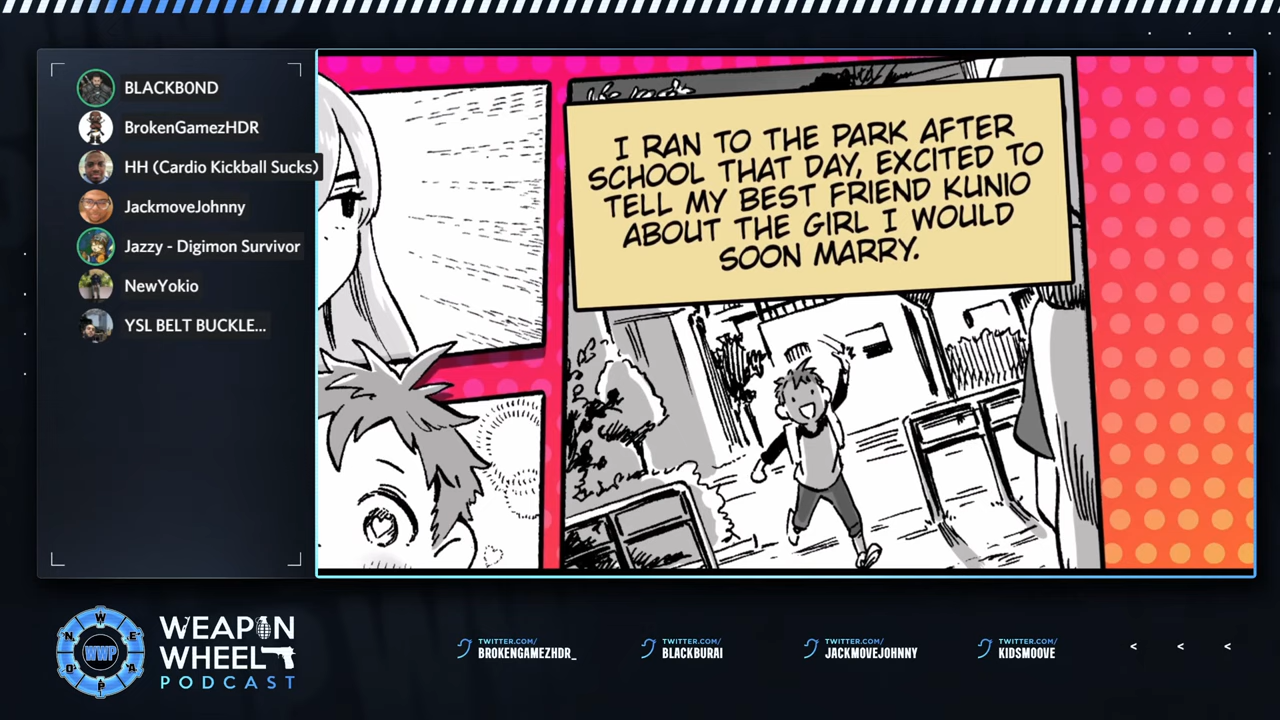 BLACKB0ND
BrokenGamezHDR
HH (Cardio Kickball Sucks)
JackmoveJohnny
Jazzy - Digimon Survivor
NewYokio
YSL BELT BUCKLE...
I RAN TO THE PARK AFTER
SCHOOL THAT DAY, EXCITED TO
TELL MY BEST FRIEND KUNIO
ABOUT THE GIRL I WOULD
SOON MARRY.
WEAPON
WHEEL
PODCAST
W
E
A
P
O
N
WWP
TWITTER.COM/
BROKENGAMEZHDR_
TWITTER.COM/
BLACKBURAI
TWITTER.COM/
JACKMOVEJOHNNY
TWITTER.COM/
KIDSMOOVE
< < <